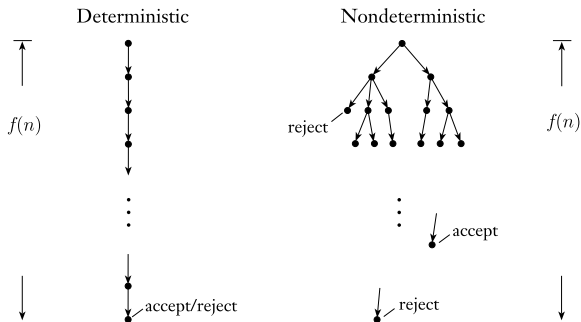 Deterministic
Nondeterministic
f(n)
reject
f(n)
accept
accept/reject
reject